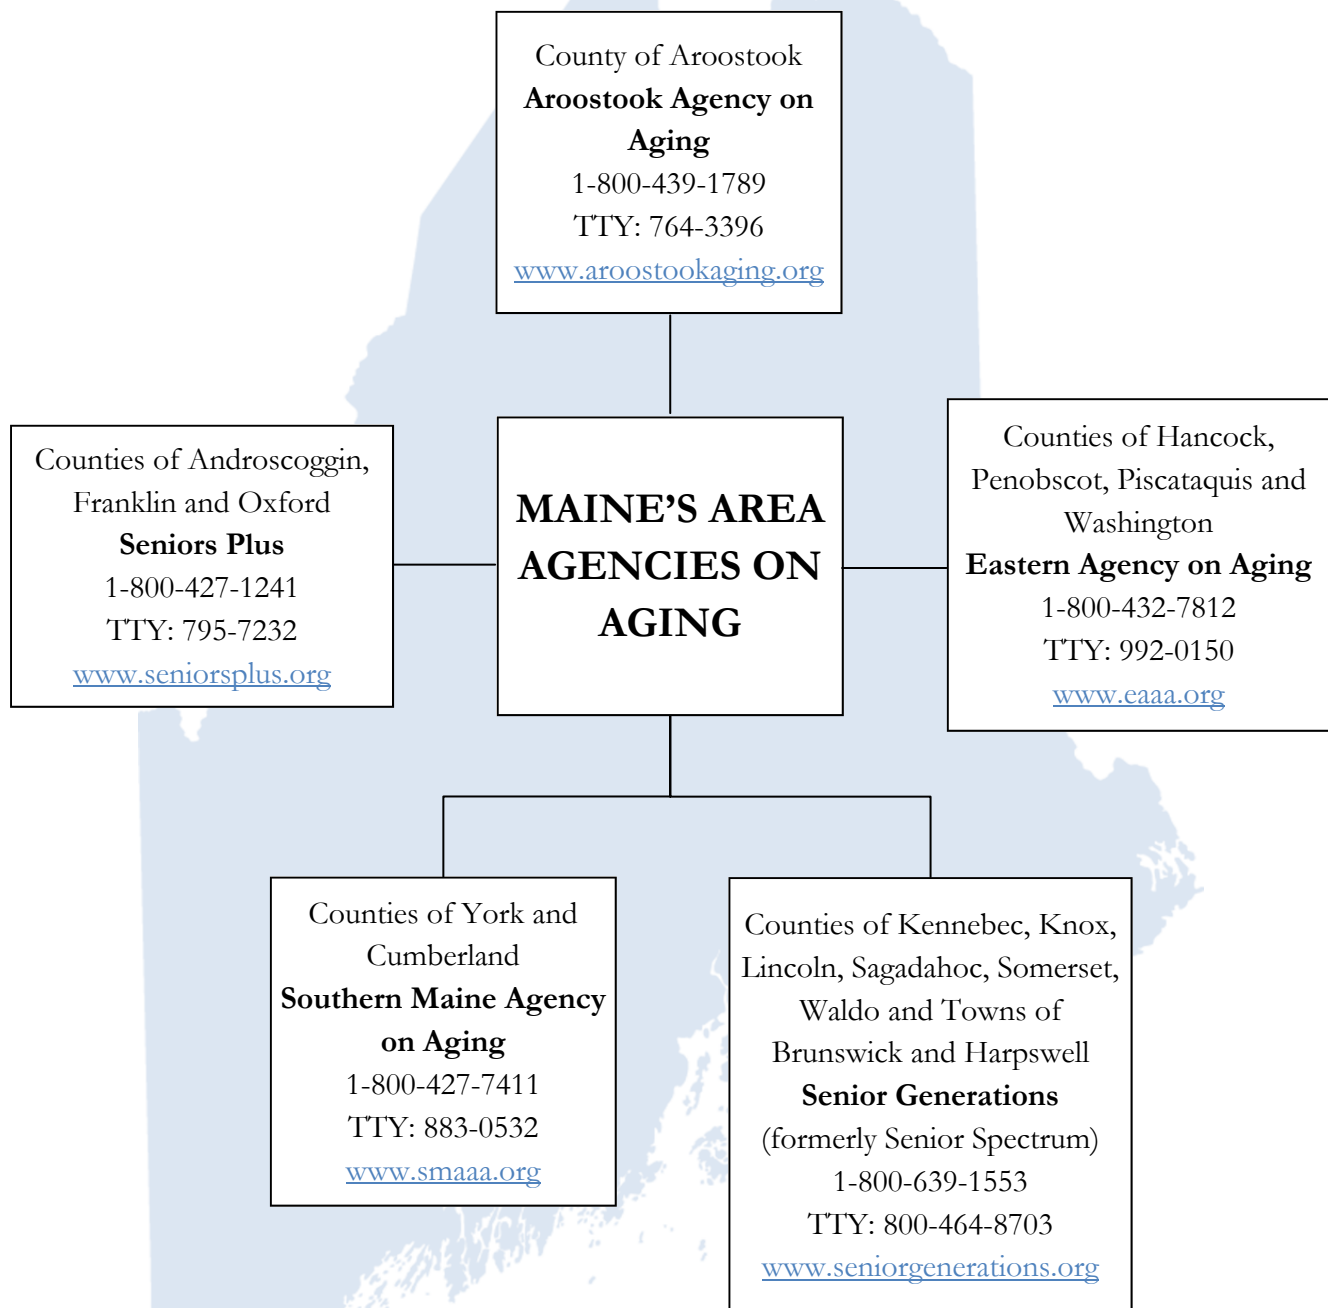 County of Aroostook
Aroostook Agency on
Aging
1-800-439-1789
TTY: 764-3396
www.aroostookaging.org
Counties of Androscoggin,
Franklin and Oxford
Seniors Plus
1-800-427-1241
TTY: 795-7232
www.seniorsplus.org
MAINE’S AREA
AGENCIES ON
AGING
Counties of Hancock,
Penobscot, Piscataquis and
Washington
Eastern Agency on Aging
1-800-432-7812
TTY: 992-0150
www.eaaa.org
Counties of York and
Cumberland
Southern Maine Agency
on Aging
1-800-427-7411
TTY: 883-0532
www.smaaa.org
Counties of Kennebec, Knox,
Lincoln, Sagadahoc, Somerset,
Waldo and Towns of
Brunswick and Harpswell
Senior Generations
(formerly Senior Spectrum)
1-800-639-1553
TTY: 800-464-8703
www.seniorgenerations.org